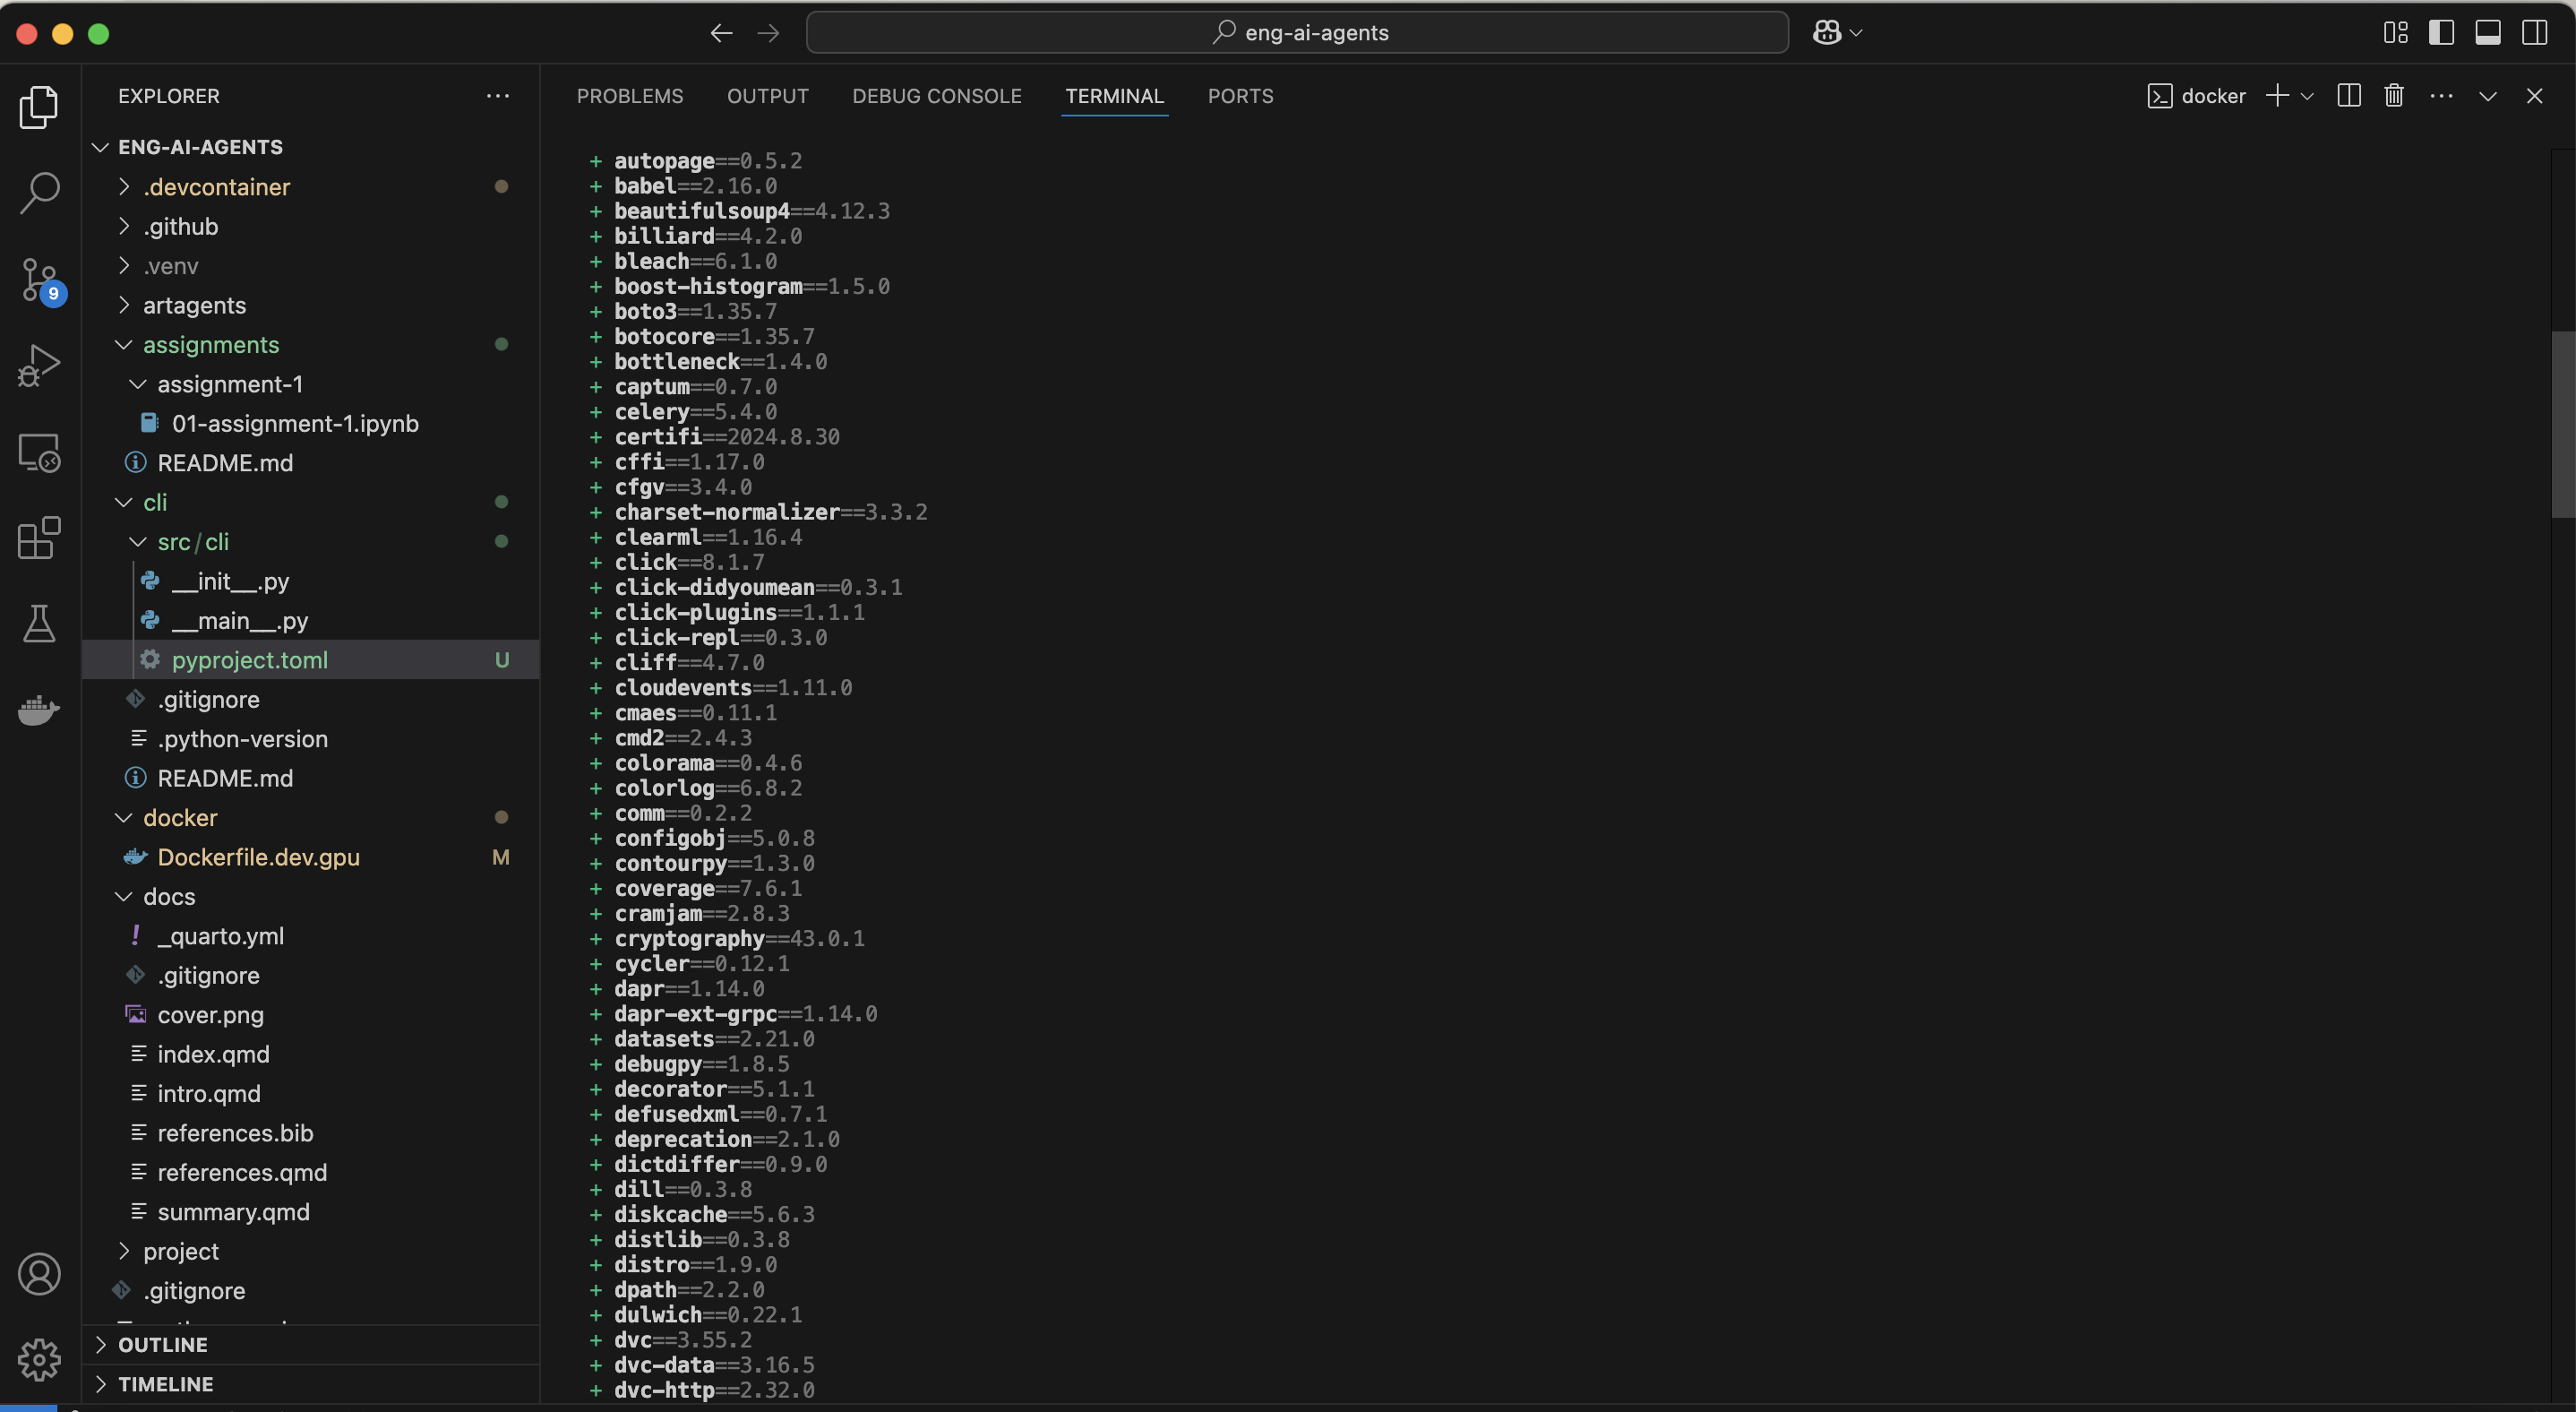 eng-ai-agents
EXPLORER
ENG-AI-AGENTS
.devcontainer
.github
.venv
artagents
assignments
assignment-1
01-assignment-1.ipynb
README.md
cli
src/cli
__init__.py
__main__.py
pyproject.toml U
.gitignore
.python-version
README.md
docker
Dockerfile.dev.gpu M
docs
! _quarto.yml
.gitignore
cover.png
index.qmd
intro.qmd
references.bib
references.qmd
summary.qmd
project
.gitignore
OUTLINE
TIMELINE
9
PROBLEMS OUTPUT DEBUG CONSOLE TERMINAL PORTS
docker
+ autopage==0.5.2
+ babel==2.16.0
+ beautifulsoup4==4.12.3
+ billiard==4.2.0
+ bleach==6.1.0
+ boost-histogram==1.5.0
+ boto3==1.35.7
+ botocore==1.35.7
+ bottleneck==1.4.0
+ captum==0.7.0
+ celery==5.4.0
+ certifi==2024.8.30
+ cffi==1.17.0
+ cfgv==3.4.0
+ charset-normalizer==3.3.2
+ clearml==1.16.4
+ click==8.1.7
+ click-didyoumean==0.3.1
+ click-plugins==1.1.1
+ click-repl==0.3.0
+ cliff==4.7.0
+ cloudevents==1.11.0
+ cmaes==0.11.1
+ cmd2==2.4.3
+ colorama==0.4.6
+ colorlog==6.8.2
+ comm==0.2.2
+ configobj==5.0.8
+ contourpy==1.3.0
+ coverage==7.6.1
+ cramjam==2.8.3
+ cryptography==43.0.1
+ cycler==0.12.1
+ dapr==1.14.0
+ dapr-ext-grpc==1.14.0
+ datasets==2.21.0
+ debugpy==1.8.5
+ decorator==5.1.1
+ defusedxml==0.7.1
+ deprecation==2.1.0
+ dictdiffer==0.9.0
+ dill==0.3.8
+ diskcache==5.6.3
+ distlib==0.3.8
+ distro==1.9.0
+ dpath==2.2.0
+ dulwich==0.22.1
+ dvc==3.55.2
+ dvc-data==3.16.5
+ dvc-http==2.32.0